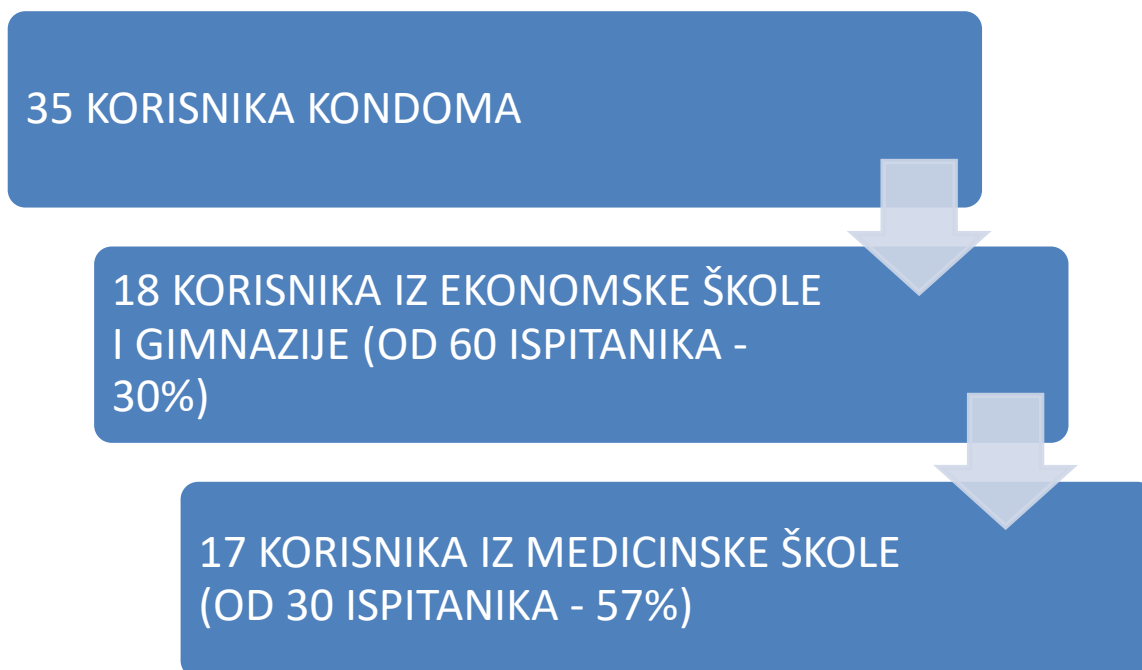 35 KORISNIKA KONDOMA
18 KORISNIKA IZ EKONOMSKE ŠKOLE
I GIMNAZIJE (OD 60 ISPITANIKA -
30%)
17 KORISNIKA IZ MEDICINSKE ŠKOLE
(OD 30 ISPITANIKA - 57%)